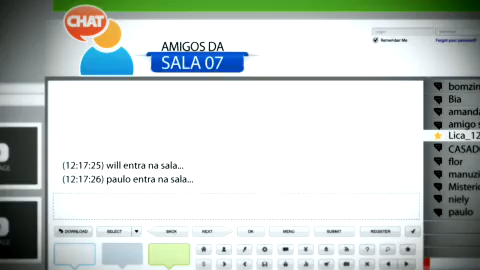 CHAT
AMIGOS DA
SALA 07
Remember Me
Forgot your password?
bomzin
Bia
amanda
amigo s
Lica_12
CASADO
flor
manuzi
Misterio
niely
paulo
(12:17:25) will entra na sala...
(12:17:26) paulo entra na sala...
DOWNLOAD
SELECT
BACK
NEXT
OK
MENU
SUBMIT
REGISTER